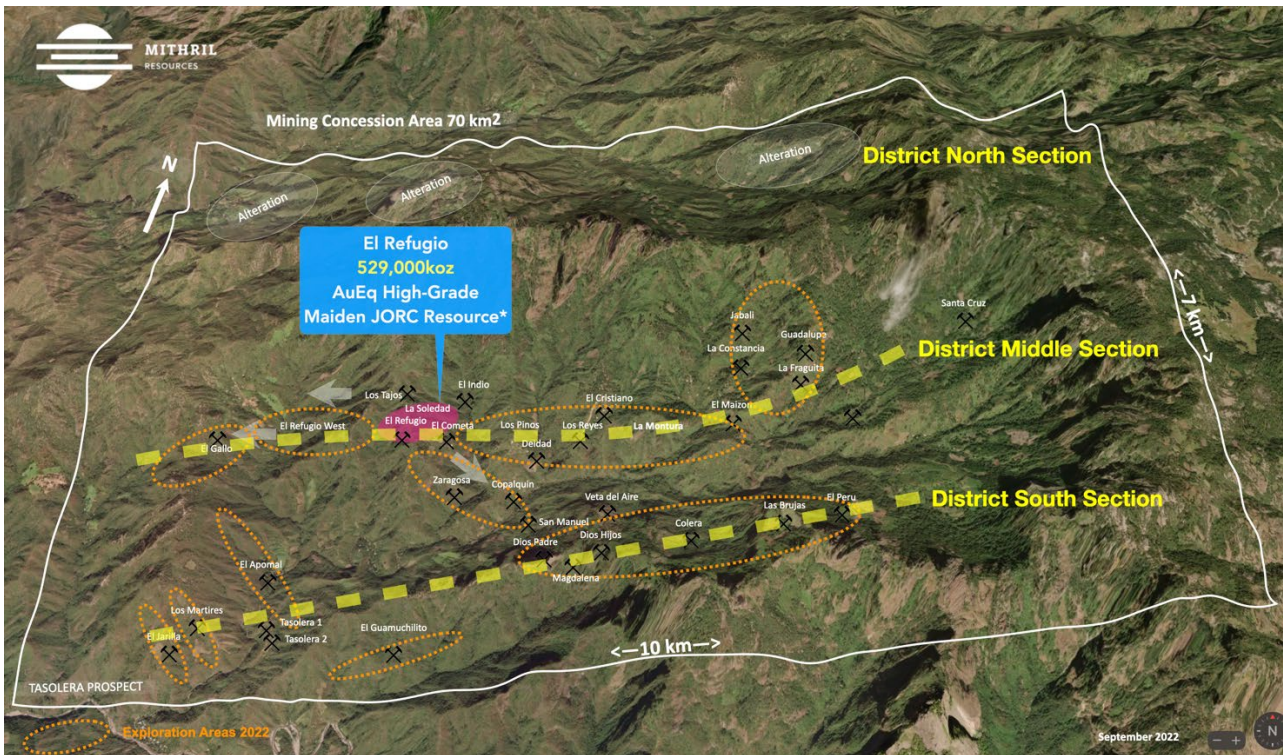 MITHRIL
RESOURCES
Mining Concession Area 70 km2
N
Alteration
Alteration
Alteration
District North Section
El Refugio
529,000koz
AuEq High-Grade
Maiden JORC Resource*
<—7 km—>
Santa Cruz
Jabali
Guadalupa
La Constancia
La Fraguita
District Middle Section
Los Tajos
El Indio
La Soledad
El Cristiano
El Maizon
El Refugio West
El Refugio
El Cometa
Los Pinos
Los Reyes
La Montura
El Gallo
Deidad
Zaragosa
Copalquin
Veta del Aire
Las Brujas
El Peru
District South Section
San Manuel
Colera
Dios Padre
Dios Hijos
Magdalena
El Apomal
Los Martires
Tasolera 1
El Jarilla
Tasolera 2
El Guamuchilito
<—10 km—>
TASOLERA PROSPECT
Exploration Areas 2022
September 2022
− +
N